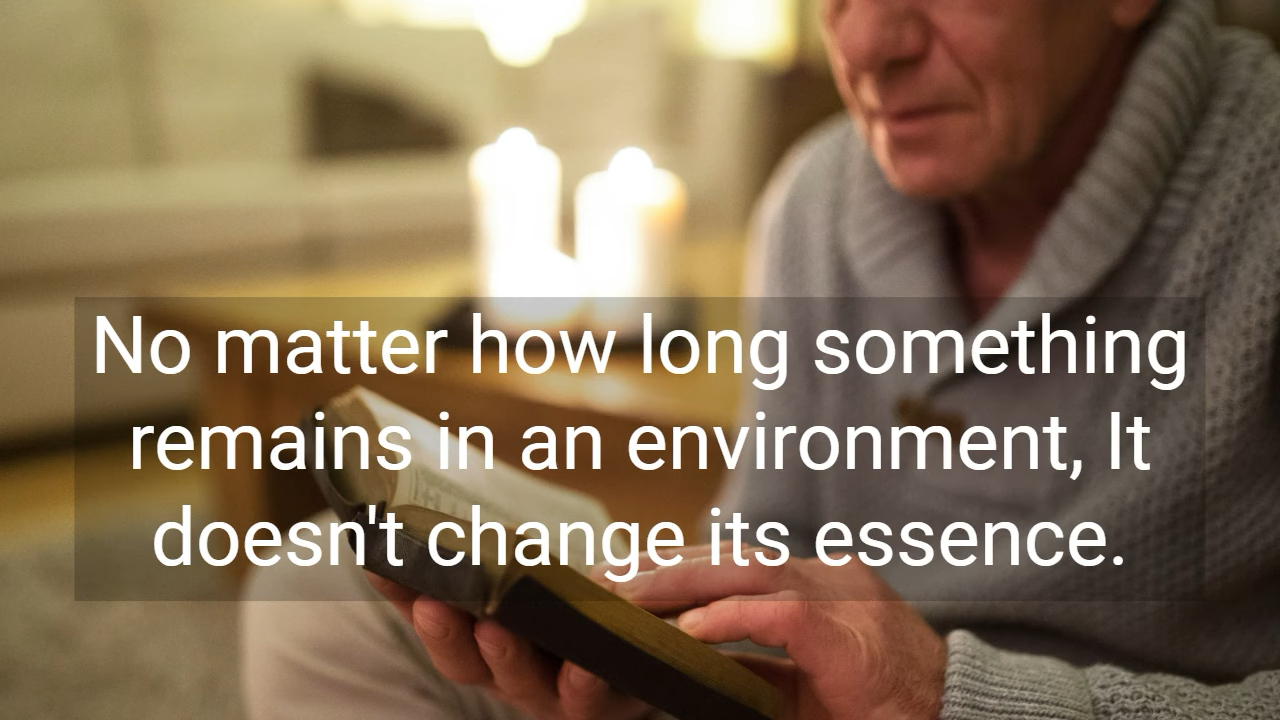 No matter how long something
remains in an environment, It
doesn't change its essence.